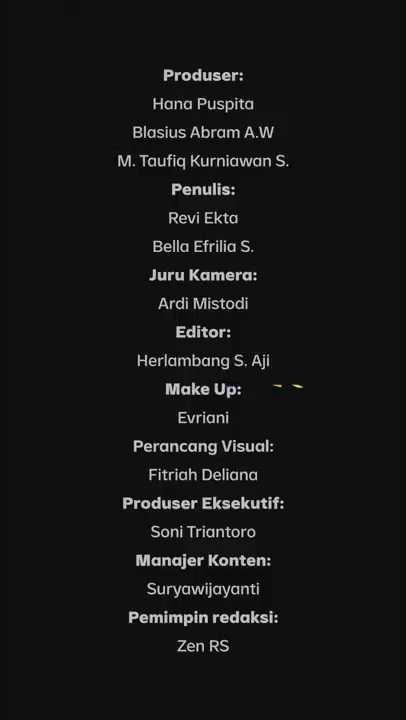 Produser:
Hana Puspita
Blasius Abram A.W
M. Taufiq Kurniawan S.
Penulis:
Revi Ekta
Bella Efrilia S.
Juru Kamera:
Ardi Mistodi
Editor:
Herlambang S. Aji
Make Up:
Evriani
Perancang Visual:
Fitriah Deliana
Produser Eksekutif:
Soni Triantoro
Manajer Konten:
Suryawijayanti
Pemimpin redaksi:
Zen RS